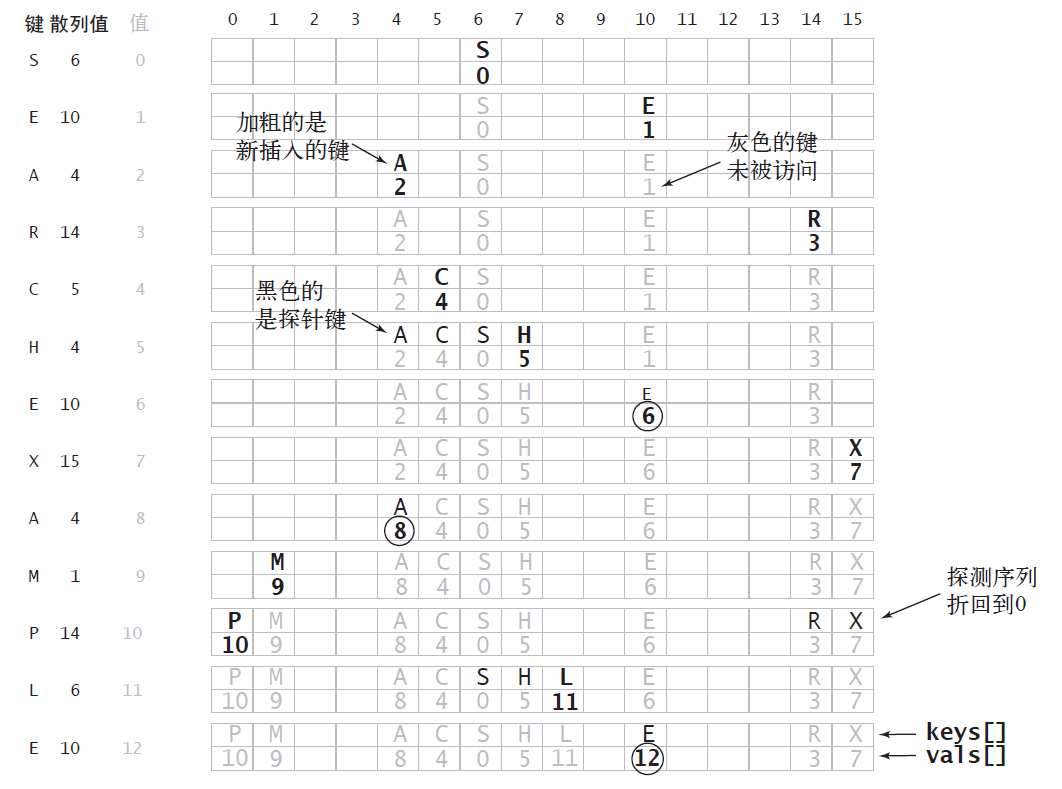 键 散列值 值 0 1 2 3 4 5 6 7 8 9 10 11 12 13 14 15
S 6 0 S
0
E 10 1 S E
0 1
加粗的是
新插入的键
灰色的键
未被访问
A 4 2 A S E
2 0 1
R 14 3 A S E R
2 0 1 3
C 5 4 A C S E R
2 4 0 1 3
黑色的
是探针键
H 4 5 A C S H E R
2 4 0 5 1 3
E 10 6 A C S H E R
2 4 0 5 6 3
X 15 7 A C S H E R X
2 4 0 5 6 3 7
A 4 8 A C S H E R X
8 4 0 5 6 3 7
M 1 9 M A C S H E R X
9 8 4 0 5 6 3 7
探测序列
折回到0
P 14 10 P M A C S H E R X
10 9 8 4 0 5 6 3 7
L 6 11 P M A C S H L E R X
10 9 8 4 0 5 11 6 3 7
E 10 12 P M A C S H L E R X keys[]
10 9 8 4 0 5 11 12 3 7 vals[]